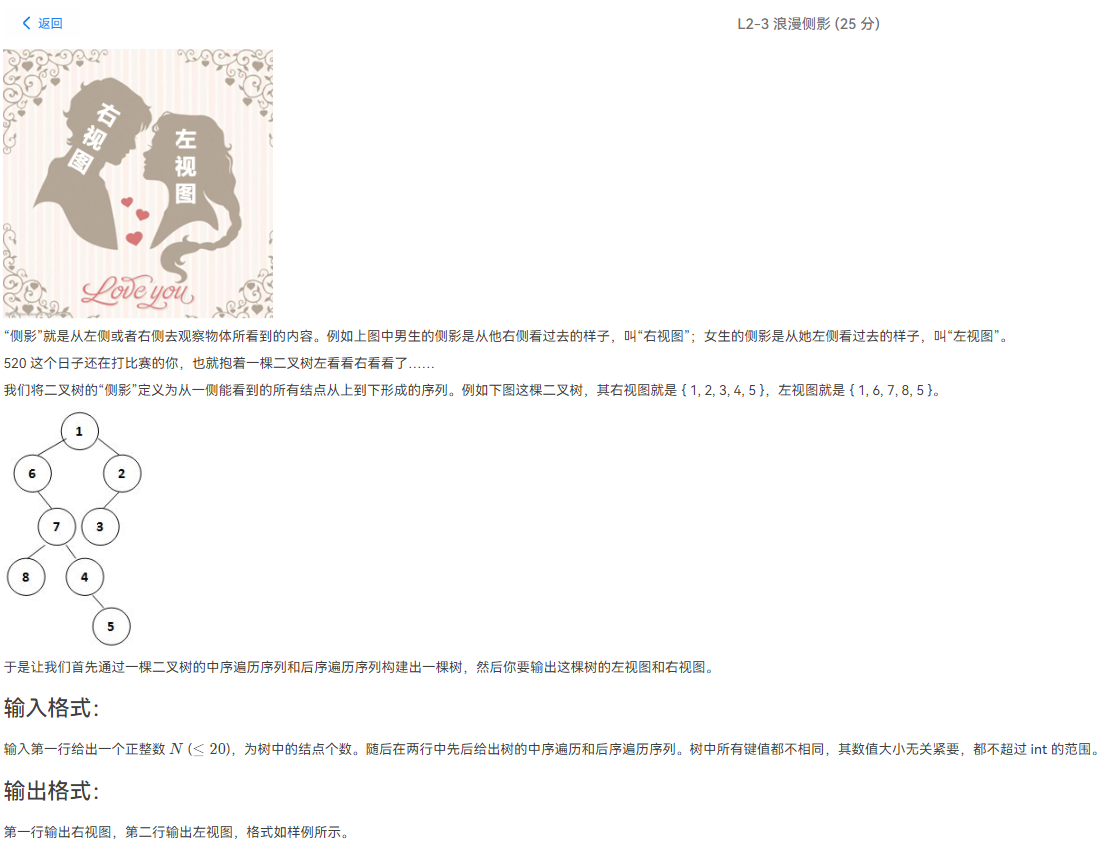 返回
L2-3 浪漫侧影 (25 分)
右视图
左视图
Love you
“侧影”就是从左侧或者右侧去观察物体所看到的内容。例如上图中男生的侧影是从他右侧看过去的样子，叫“右视图”；女生的侧影是从她左侧看过去的样子，叫“左视图”。
520 这个日子还在打比赛的你，也就抱着一棵二叉树左看看右看看了……
我们将二叉树的“侧影”定义为从一侧能看到的所有结点从上到下形成的序列。例如下图这棵二叉树，其右视图就是 { 1, 2, 3, 4, 5 }，左视图就是 { 1, 6, 7, 8, 5 }。
1
6 2
7 3
8 4
5
于是让我们首先通过一棵二叉树的中序遍历序列和后序遍历序列构建出一棵树，然后你要输出这棵树的左视图和右视图。
输入格式：
输入第一行给出一个正整数 N (≤ 20)，为树中的结点个数。随后在两行中先后给出树的中序遍历和后序遍历序列。树中所有键值都不相同，其数值大小无关紧要，都不超过 int 的范围。
输出格式：
第一行输出右视图，第二行输出左视图，格式如样例所示。